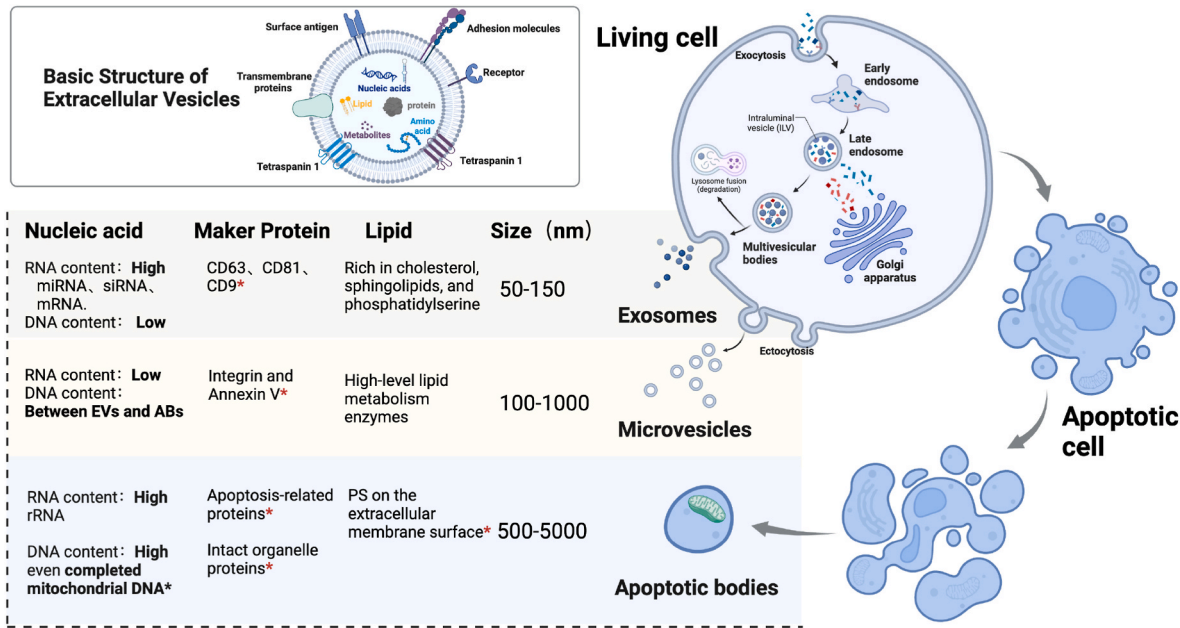 Basic Structure of
Extracellular Vesicles
Surface antigen
Adhesion molecules
Transmembrane
proteins
Receptor
Nucleic acids
Lipid
protein
Metabolites
Amino
acid
Tetraspanin 1
Tetraspanin 1
Living cell
Exocytosis
Early
endosome
Intraluminal
vesicle (ILV)
Late
endosome
Lysosome fusion
(degradation)
Multivesicular
bodies
Golgi
apparatus
Ectocytosis
Apoptotic
cell
Nucleic acid
Maker Protein
Lipid
Size（nm）
RNA content：High
miRNA、siRNA、
mRNA.
DNA content： Low
CD63、CD81、
CD9*
Rich in cholesterol,
sphingolipids, and
phosphatidylserine
50-150
Exosomes
RNA content：Low
DNA content：
Between EVs and ABs
Integrin and
Annexin V*
High-level lipid
metabolism
enzymes
100-1000
Microvesicles
RNA content：High
rRNA
DNA content：High
even completed
mitochondrial DNA*
Apoptosis-related
proteins*
Intact organelle
proteins*
PS on the
extracellular
membrane surface*
500-5000
Apoptotic bodies